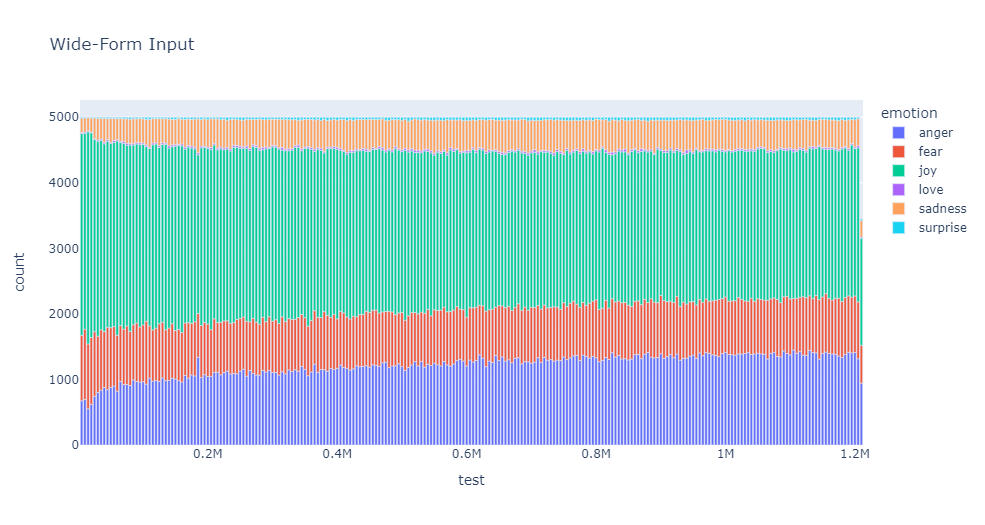 Wide-Form Input
5000
4000
3000
2000
1000
0
count
0.2M
0.4M
0.6M
0.8M
1M
1.2M
test
emotion
anger
fear
joy
love
sadness
surprise